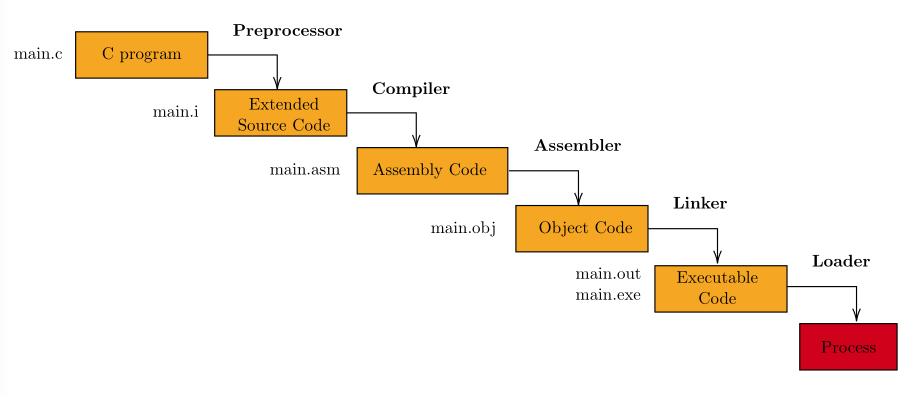 Preprocessor
main.c
C program
Compiler
main.i
Extended
Source Code
Assembler
main.asm
Assembly Code
Linker
main.obj
Object Code
Loader
main.out
main.exe
Executable
Code
Process